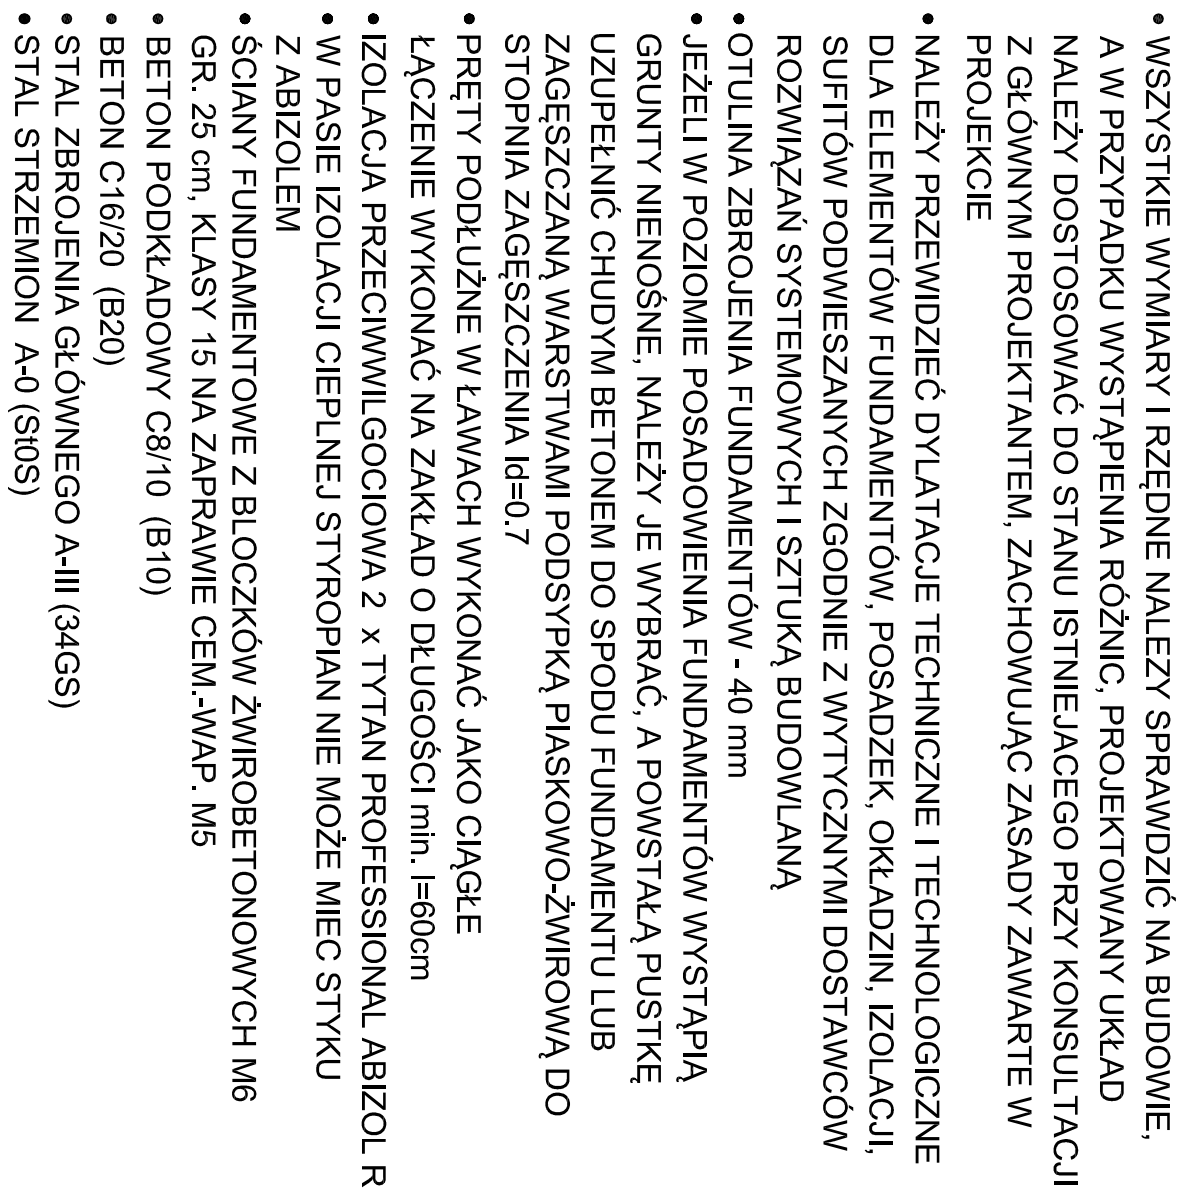 • WSZYSTKIE WYMIARY I RZĘDNE NALEZY SPRAWDZIĆ NA BUDOWIE,
A W PRZYPADKU WYSTĄPIENIA RÓŻNIC, PROJEKTOWANY UKŁAD
NALEŻY DOSTOSOWAĆ DO STANU ISTNIEJACEGO PRZY KONSULTACJI
Z GŁÓWNYM PROJEKTANTEM, ZACHOWUJĄC ZASADY ZAWARTE W
PROJEKCIE
• NALEŻY PRZEWIDZIEĆ DYLATACJE TECHNICZNE I TECHNOLOGICZNE
DLA ELEMENTÓW FUNDAMENTÓW, POSADZEK, OKŁADZIN, IZOLACJI,
SUFITÓW PODWIESZANYCH ZGODNIE Z WYTYCZNYMI DOSTAWCÓW
ROZWIĄZAŃ SYSTEMOWYCH I SZTUKĄ BUDOWLANĄ
• OTULINA ZBROJENIA FUNDAMENTÓW - 40 mm
• JEŻELI W POZIOMIE POSADOWIENIA FUNDAMENTÓW WYSTĄPIĄ
GRUNTY NIENOŚNE, NALEŻY JE WYBRAĆ, A POWSTAŁĄ PUSTKĘ
UZUPEŁNIĆ CHUDYM BETONEM DO SPODU FUNDAMENTU LUB
ZAGĘSZCZANĄ WARSTWAMI PODSYPKĄ PIASKOWO-ŻWIROWĄ DO
STOPNIA ZAGĘSZCZENIA Id=0.7
• PRĘTY PODŁUŻNE W ŁAWACH WYKONAĆ JAKO CIĄGŁE
ŁĄCZENIE WYKONAĆ NA ZAKŁAD O DŁUGOŚCI min. l=60cm
• IZOLACJA PRZECIWWILGOCIOWA 2 x TYTAN PROFESSIONAL ABIZOL R
• W PASIE IZOLACJI CIEPLNEJ STYROPIAN NIE MOŻE MIEC STYKU
Z ABIZOLEM
• ŚCIANY FUNDAMENTOWE Z BLOCZKÓW ŻWIROBETONOWYCH M6
GR. 25 cm, KLASY 15 NA ZAPRAWIE CEM.-WAP. M5
• BETON PODKŁADOWY C8/10 (B10)
• BETON C16/20 (B20)
• STAL ZBROJENIA GŁÓWNEGO A-III (34GS)
• STAL STRZEMION A-0 (St0S)